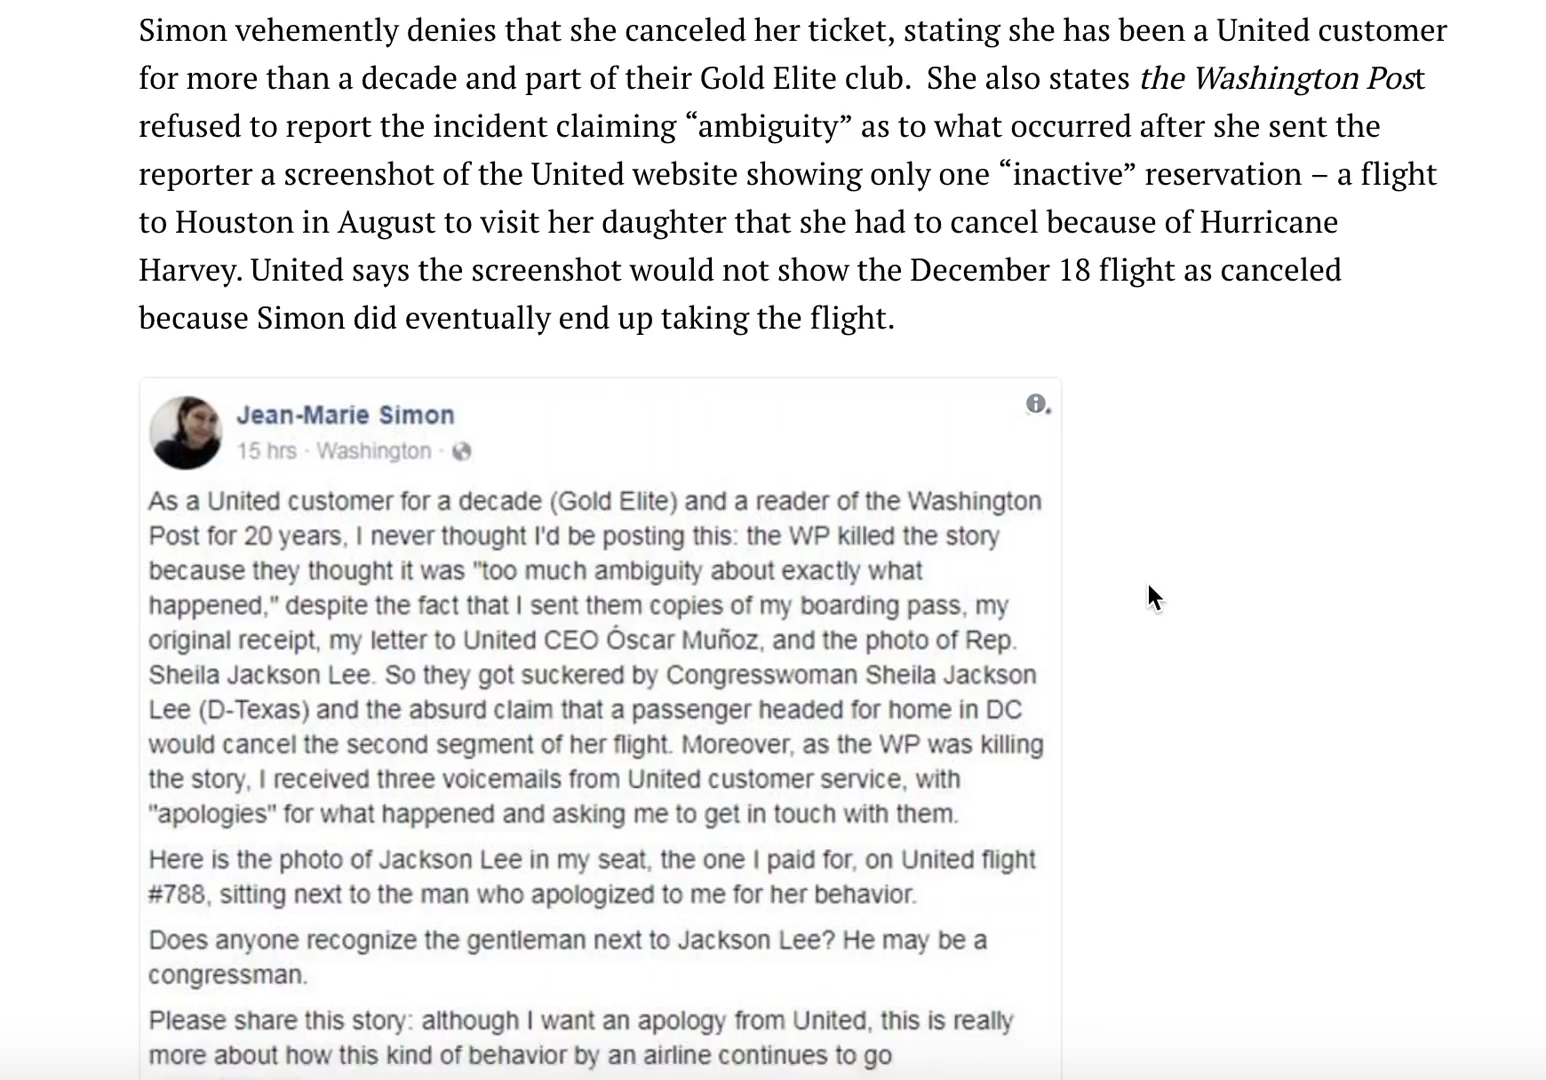 Simon vehemently denies that she canceled her ticket, stating she has been a United customer
for more than a decade and part of their Gold Elite club.  She also states the Washington Post
refused to report the incident claiming “ambiguity” as to what occurred after she sent the
reporter a screenshot of the United website showing only one “inactive” reservation – a flight
to Houston in August to visit her daughter that she had to cancel because of Hurricane
Harvey. United says the screenshot would not show the December 18 flight as canceled
because Simon did eventually end up taking the flight.
Jean-Marie Simon
15 hrs · Washington ·
As a United customer for a decade (Gold Elite) and a reader of the Washington
Post for 20 years, I never thought I'd be posting this: the WP killed the story
because they thought it was "too much ambiguity about exactly what
happened," despite the fact that I sent them copies of my boarding pass, my
original receipt, my letter to United CEO Óscar Muñoz, and the photo of Rep.
Sheila Jackson Lee. So they got suckered by Congresswoman Sheila Jackson
Lee (D-Texas) and the absurd claim that a passenger headed for home in DC
would cancel the second segment of her flight. Moreover, as the WP was killing
the story, I received three voicemails from United customer service, with
"apologies" for what happened and asking me to get in touch with them.
Here is the photo of Jackson Lee in my seat, the one I paid for, on United flight
#788, sitting next to the man who apologized to me for her behavior.
Does anyone recognize the gentleman next to Jackson Lee? He may be a
congressman.
Please share this story: although I want an apology from United, this is really
more about how this kind of behavior by an airline continues to go